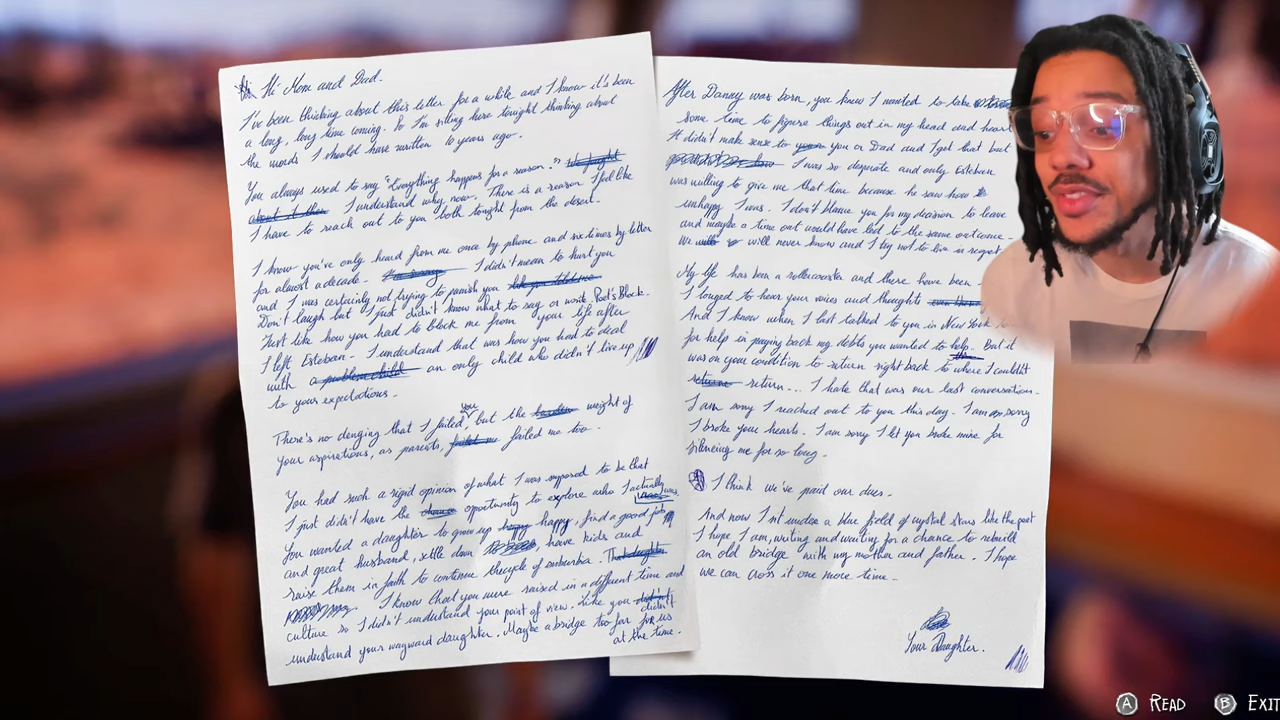 Hi Mom and Dad.
I've been thinking about this letter for a while and I know it's been
a long, long time coming. So I'm sitting here tonight thinking about
the words I should have written 10 years ago.
You always used to say "Everything happens for a reason."
about I then I understand why now. There is a reason I feel like
I have to reach out to you both tonight from the desert.
I know you've only heard from me once by phone and six times by letter
for almost a decade. I didn't mean to hurt you
and I was certainly not trying to punish you
Don't laugh but I just didn't know what to say or write. Poet's Block.
Just like how you had to block me from your life after
I left Esteban. I understand that was how you had to deal
with a problem child an only child who didn't live up
to your expectations.
There's no denying that I failed you, but the burden weight of
your aspirations, as parents, failed me failed me too.
You had such a rigid opinion of what I was supposed to be that
I just didn't have the chance opportunity to explore who I actually was.
You wanted a daughter to grow up happy happy, find a good job
and great husband, settle down have kids and
raise them in faith to continue the cycle of suburbia. That daughter
I know that you were raised in a different time and
culture so I didn't understand your point of view. Like you didn't didn't
understand your wayward daughter. Maybe a bridge too far for us
at the time.
After Danny was born, you knew I wanted to take
some time to figure things out in my head and heart
It didn't make sense to you or Dad and I got that but
I was so desperate and only Esteban
was willing to give me that time because he saw how
unhappy I was. I don't blame you for my decision to leave
and maybe a time out would have led to the same outcome.
We will never know and I try not to live in regret
My life has been a rollercoaster and there have been
I longed to hear your voices and thoughts
And I know when I last talked to you in New York
for help in paying back my debts you wanted to help. But it
was on your condition to return right back to where I couldn't
return return... I hate that was our last conversation.
I am sorry I reached out to you this day. I am so sorry
I broke your hearts. I am sorry I let you broke mine for
silencing me for so long.
I think we've paid our dues.
And now I sit under a blue field of crystal stars like the poet
I hope I am, writing and waiting for a chance to rebuild
an old bridge with my mother and father. I hope
we can cross it one more time.
Your Daughter.
A READ B EXIT